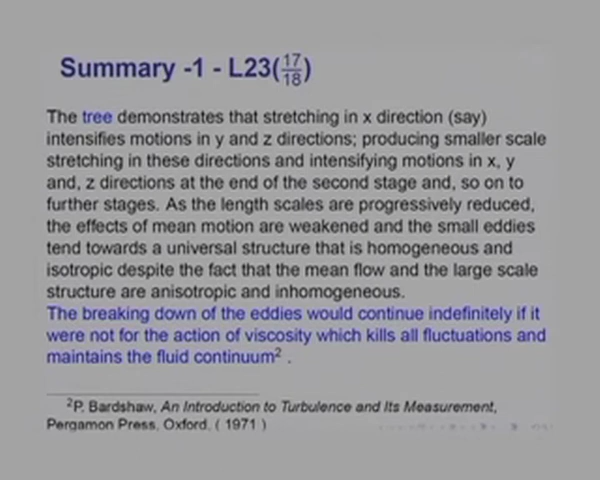 Summary -1 - L23(17/18)
The tree demonstrates that stretching in x direction (say)
intensifies motions in y and z directions; producing smaller scale
stretching in these directions and intensifying motions in x, y
and, z directions at the end of the second stage and, so on to
further stages. As the length scales are progressively reduced,
the effects of mean motion are weakened and the small eddies
tend towards a universal structure that is homogeneous and
isotropic despite the fact that the mean flow and the large scale
structure are anisotropic and inhomogeneous.
The breaking down of the eddies would continue indefinitely if it
were not for the action of viscosity which kills all fluctuations and
maintains the fluid continuum² .
²P. Bardshaw, An Introduction to Turbulence and Its Measurement,
Pergamon Press, Oxford, ( 1971 )